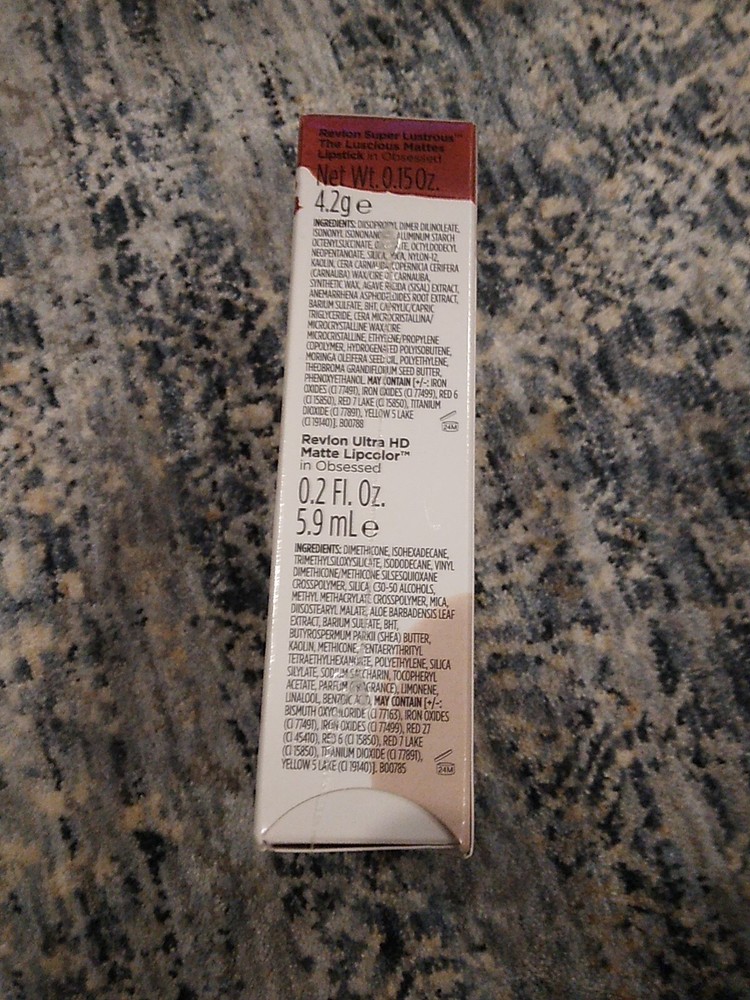 Revlon Super Lustrous™
The Luscious Mattes
Lipstick in Obsessed
Net Wt. 0.15 Oz.
4.2g e
INGREDIENTS: DIISOPROPYL DIMER DILINOLEATE,
ISONONYL ISONONANOATE, ALUMINUM STARCH
OCTENYLSUCCINATE, OCTYLDODECYL
NEOPENTANOATE, SILICA, MICA, NYLON-12,
KAOLIN, CERA CARNAUBA/COPERNICIA CERIFERA
(CARNAUBA) WAX/CIRE DE CARNAUBA,
SYNTHETIC WAX, AGAVE RIGIDA (SISAL) EXTRACT,
ANEMARRHENA ASPHODELOIDES ROOT EXTRACT,
BARIUM SULFATE, BHT, CAPRYLIC/CAPRIC
TRIGLYCERIDE, CERA MICROCRISTALLINA/
MICROCRYSTALLINE WAX/CIRE
MICROCRISTALLINE, ETHYLENE/PROPYLENE
COPOLYMER, HYDROGENATED POLYISOBUTENE,
MORINGA OLEIFERA SEED OIL, POLYETHYLENE,
THEOBROMA GRANDIFLORUM SEED BUTTER,
PHENOXYETHANOL. MAY CONTAIN [+/-: IRON
OXIDES (CI 77491), IRON OXIDES (CI 77499), RED 6
(CI 15850), RED 7 LAKE (CI 15850), TITANIUM
DIOXIDE (CI 77891), YELLOW 5 LAKE
(CI 19140)]. B00788
24M
Revlon Ultra HD
Matte Lipcolor™
in Obsessed
0.2 Fl. Oz.
5.9 mL e
INGREDIENTS: DIMETHICONE, ISOHEXADECANE,
TRIMETHYLSILOXYSILICATE, ISODODECANE, VINYL
DIMETHICONE/METHICONE SILSESQUIOXANE
CROSSPOLYMER, SILICA, C30-50 ALCOHOLS,
METHYL METHACRYLATE CROSSPOLYMER, MICA,
DIISOSTEARYL MALATE, ALOE BARBADENSIS LEAF
EXTRACT, BARIUM SULFATE, BHT,
BUTYROSPERMUM PARKII (SHEA) BUTTER,
KAOLIN, METHICONE, PENTAERYTHRITYL
TETRAETHYLHEXANOATE, POLYETHYLENE, SILICA
SILYLATE, SODIUM SACCHARIN, TOCOPHERYL
ACETATE, PARFUM (FRAGRANCE), LIMONENE,
LINALOOL, BENZOIC ACID. MAY CONTAIN [+/-:
BISMUTH OXYCHLORIDE (CI 77163), IRON OXIDES
(CI 77491), IRON OXIDES (CI 77499), RED 27
(CI 45410), RED 6 (CI 15850), RED 7 LAKE
(CI 15850), TITANIUM DIOXIDE (CI 77891),
YELLOW 5 LAKE (CI 19140)]. B00785
24M